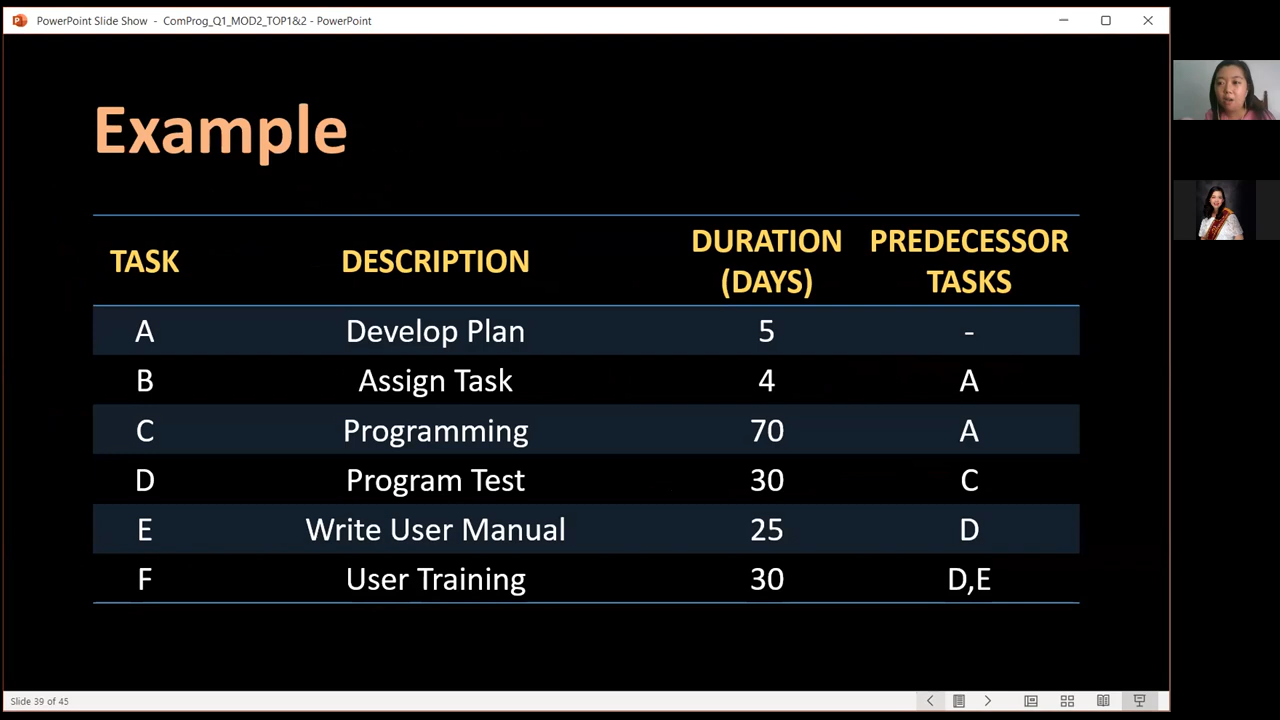 PowerPoint Slide Show - ComProg_Q1_MOD2_TOP1&2 - PowerPoint
Example
TASK DESCRIPTION DURATION (DAYS) PREDECESSOR TASKS
A Develop Plan 5 -
B Assign Task 4 A
C Programming 70 A
D Program Test 30 C
E Write User Manual 25 D
F User Training 30 D,E
Slide 39 of 45